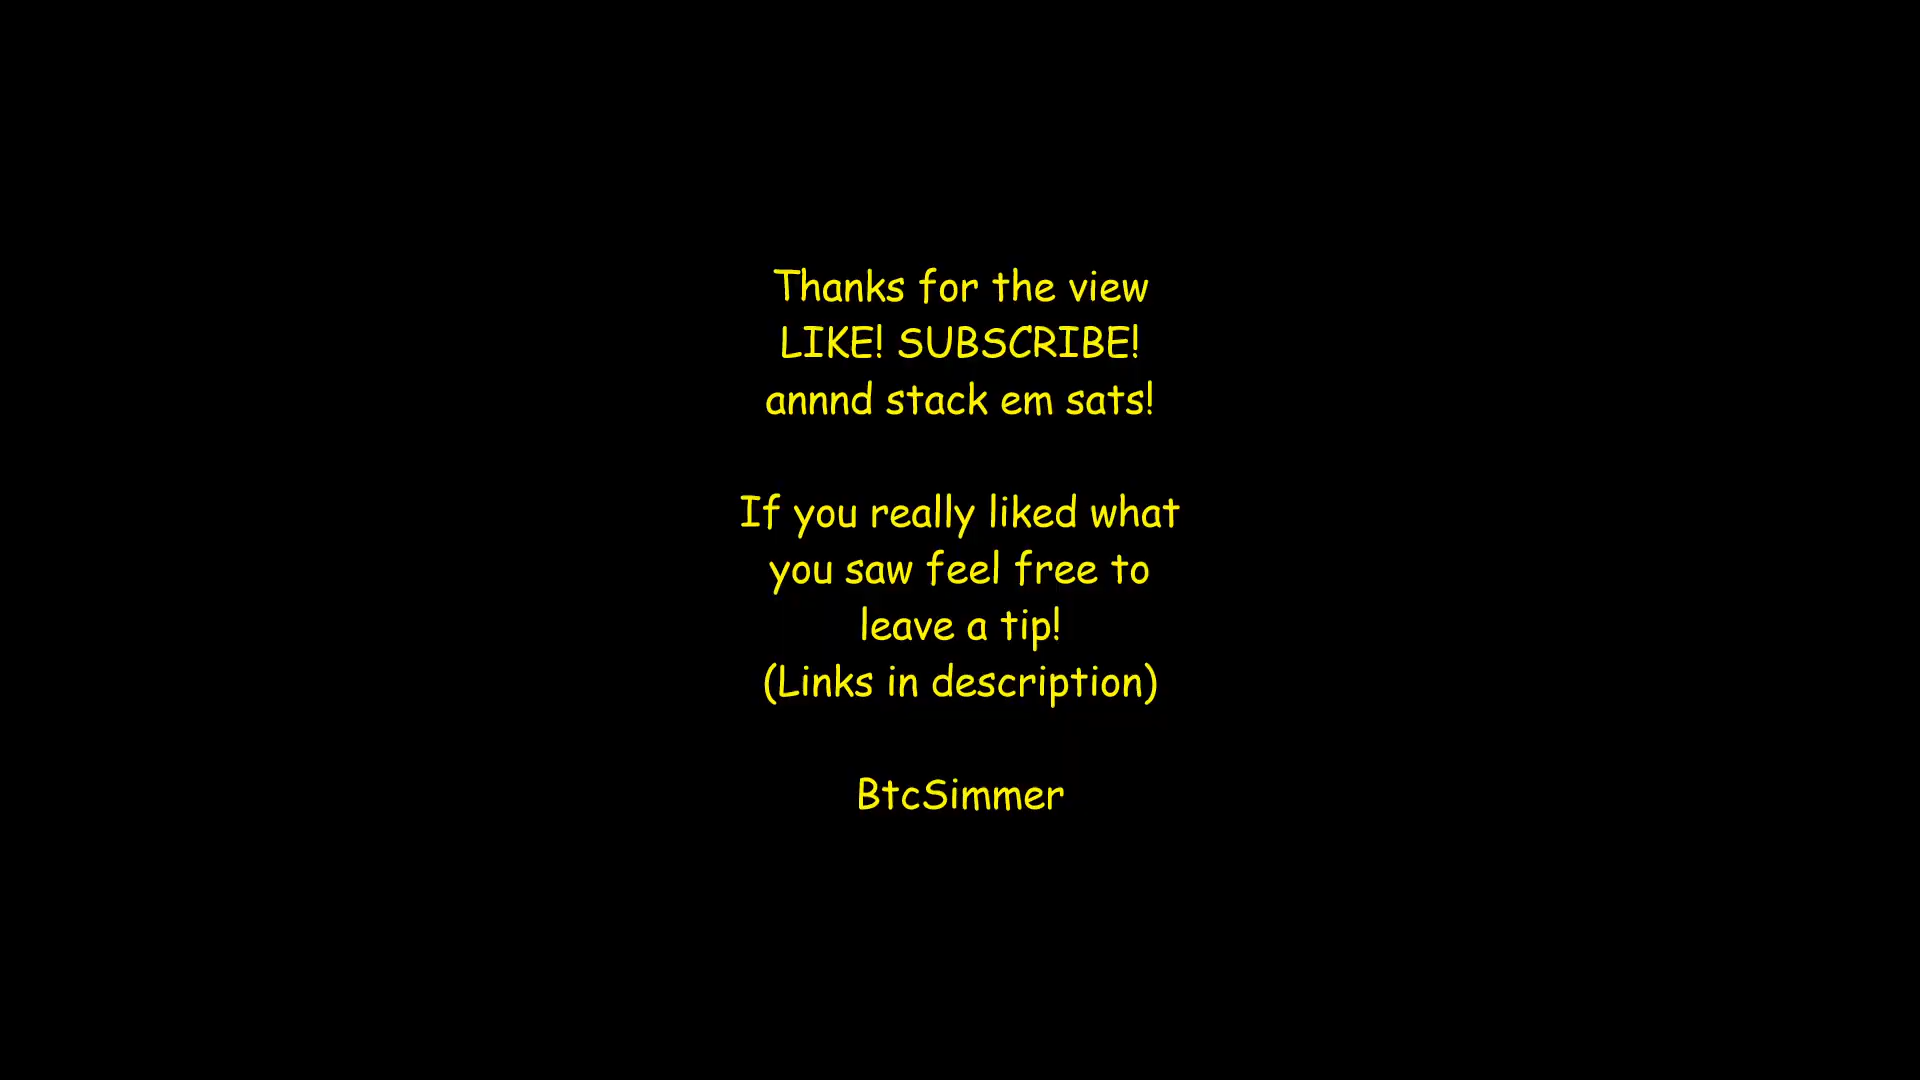 Thanks for the view
LIKE! SUBSCRIBE!
annnd stack em sats!
If you really liked what
you saw feel free to
leave a tip!
(Links in description)
BtcSimmer